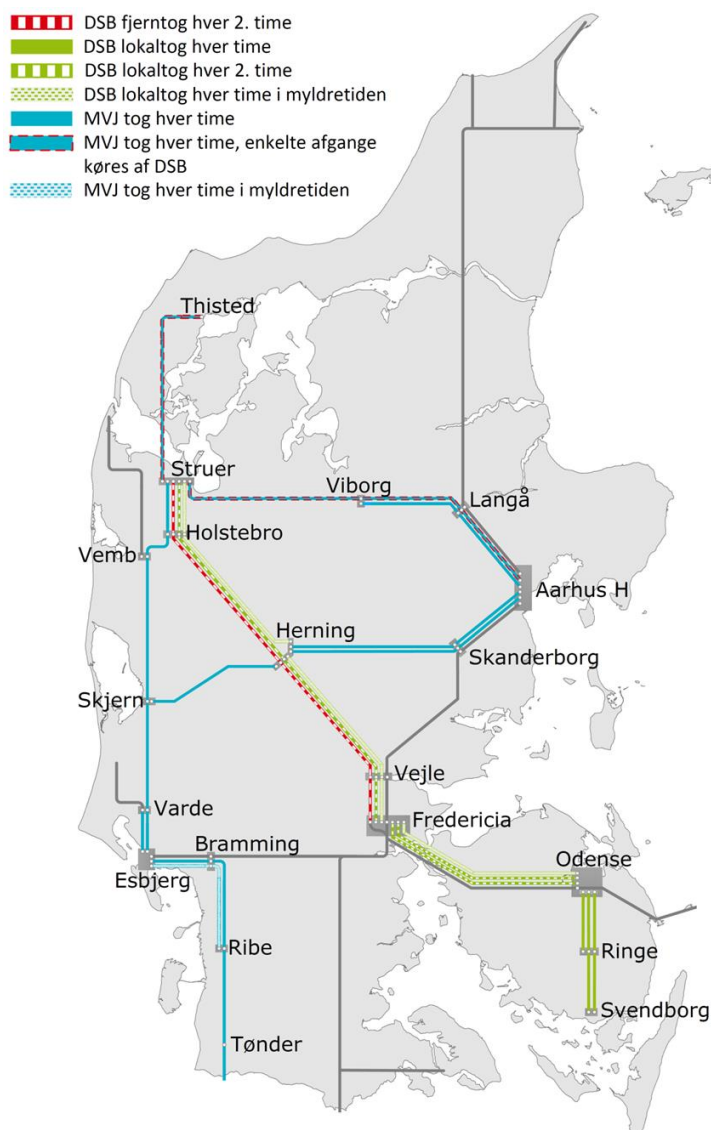 DSB fjerntog hver 2. time
DSB lokaltog hver time
DSB lokaltog hver 2. time
DSB lokaltog hver time i myldretiden
MVJ tog hver time
MVJ tog hver time, enkelte afgange
køres af DSB
MVJ tog hver time i myldretiden
Thisted
Struer
Viborg
Langå
Holstebro
Vemb
Aarhus H
Herning
Skanderborg
Skjern
Vejle
Varde
Fredericia
Bramming
Odense
Esbjerg
Ribe
Ringe
Svendborg
Tønder